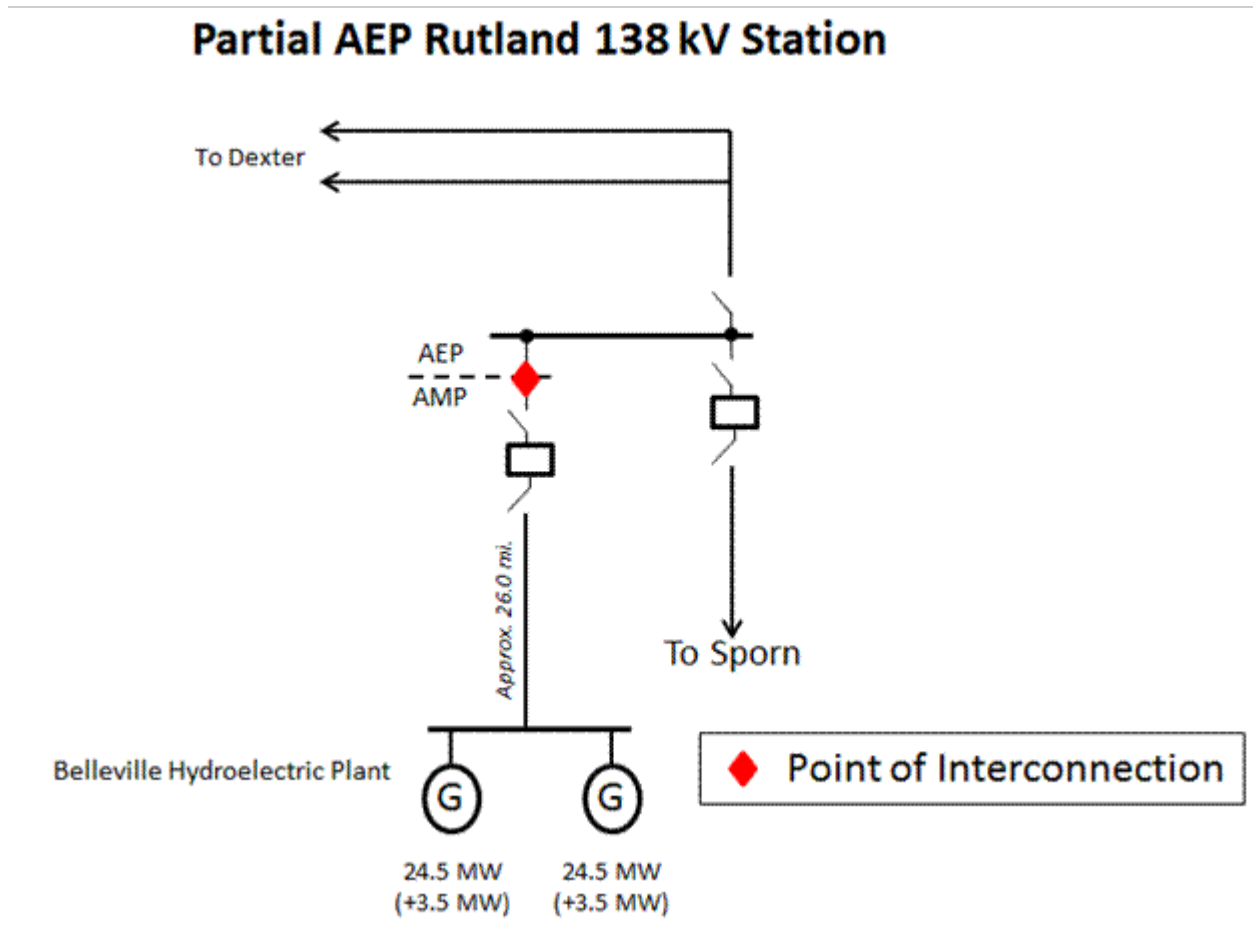 Partial AEP Rutland 138 kV Station
To Dexter
AEP
AMP
Approx. 26.0 mi.
To Sporn
Belleville Hydroelectric Plant
G
G
Point of Interconnection
24.5 MW
(+3.5 MW)
24.5 MW
(+3.5 MW)